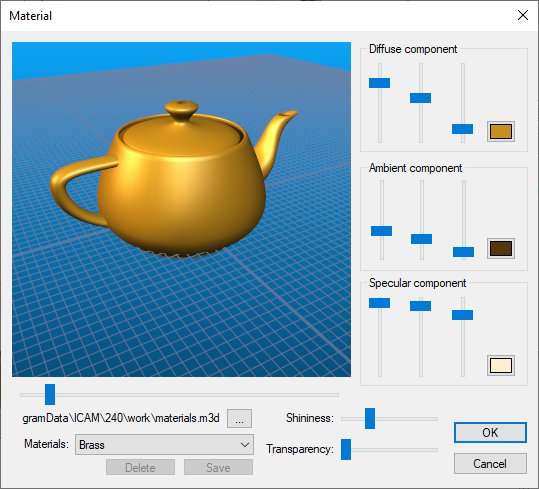 Material
Diffuse component
Ambient component
Specular component
gramData\ICAM\240\work\materials.m3d
...
Shininess:
Materials:
Brass
Transparency:
OK
Delete
Save
Cancel